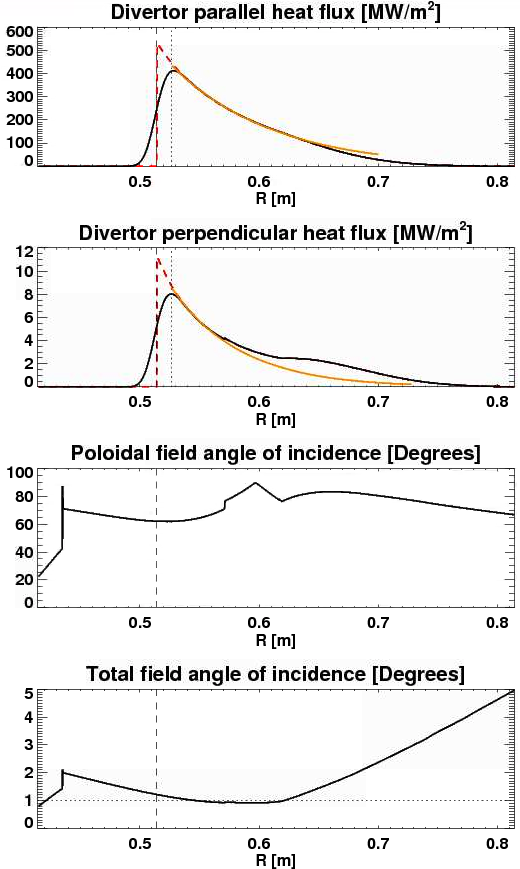 Divertor parallel heat flux [MW/m²]
600
500
400
300
200
100
0
0.5 0.6 0.7 0.8
R [m]
Divertor perpendicular heat flux [MW/m²]
12
10
8
6
4
2
0
0.5 0.6 0.7 0.8
R [m]
Poloidal field angle of incidence [Degrees]
100
80
60
40
20
0
0.5 0.6 0.7 0.8
R [m]
Total field angle of incidence [Degrees]
5
4
3
2
1
0
0.5 0.6 0.7 0.8
R [m]